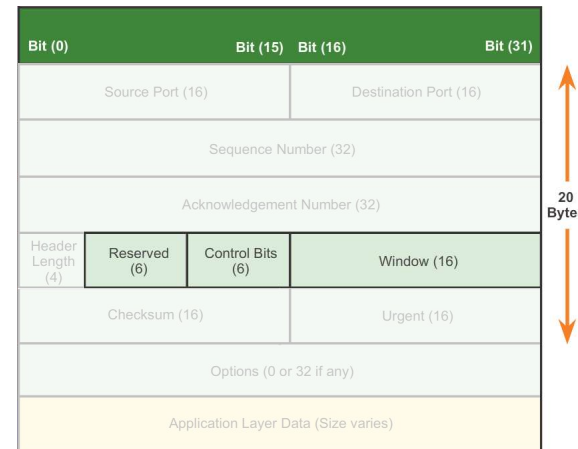 Bit (0) Bit (15) Bit (16) Bit (31)
Source Port (16) Destination Port (16)
Sequence Number (32)
Acknowledgement Number (32)
20
Byte
Header
Length
(4)
Reserved
(6)
Control Bits
(6)
Window (16)
Checksum (16) Urgent (16)
Options (0 or 32 if any)
Application Layer Data (Size varies)